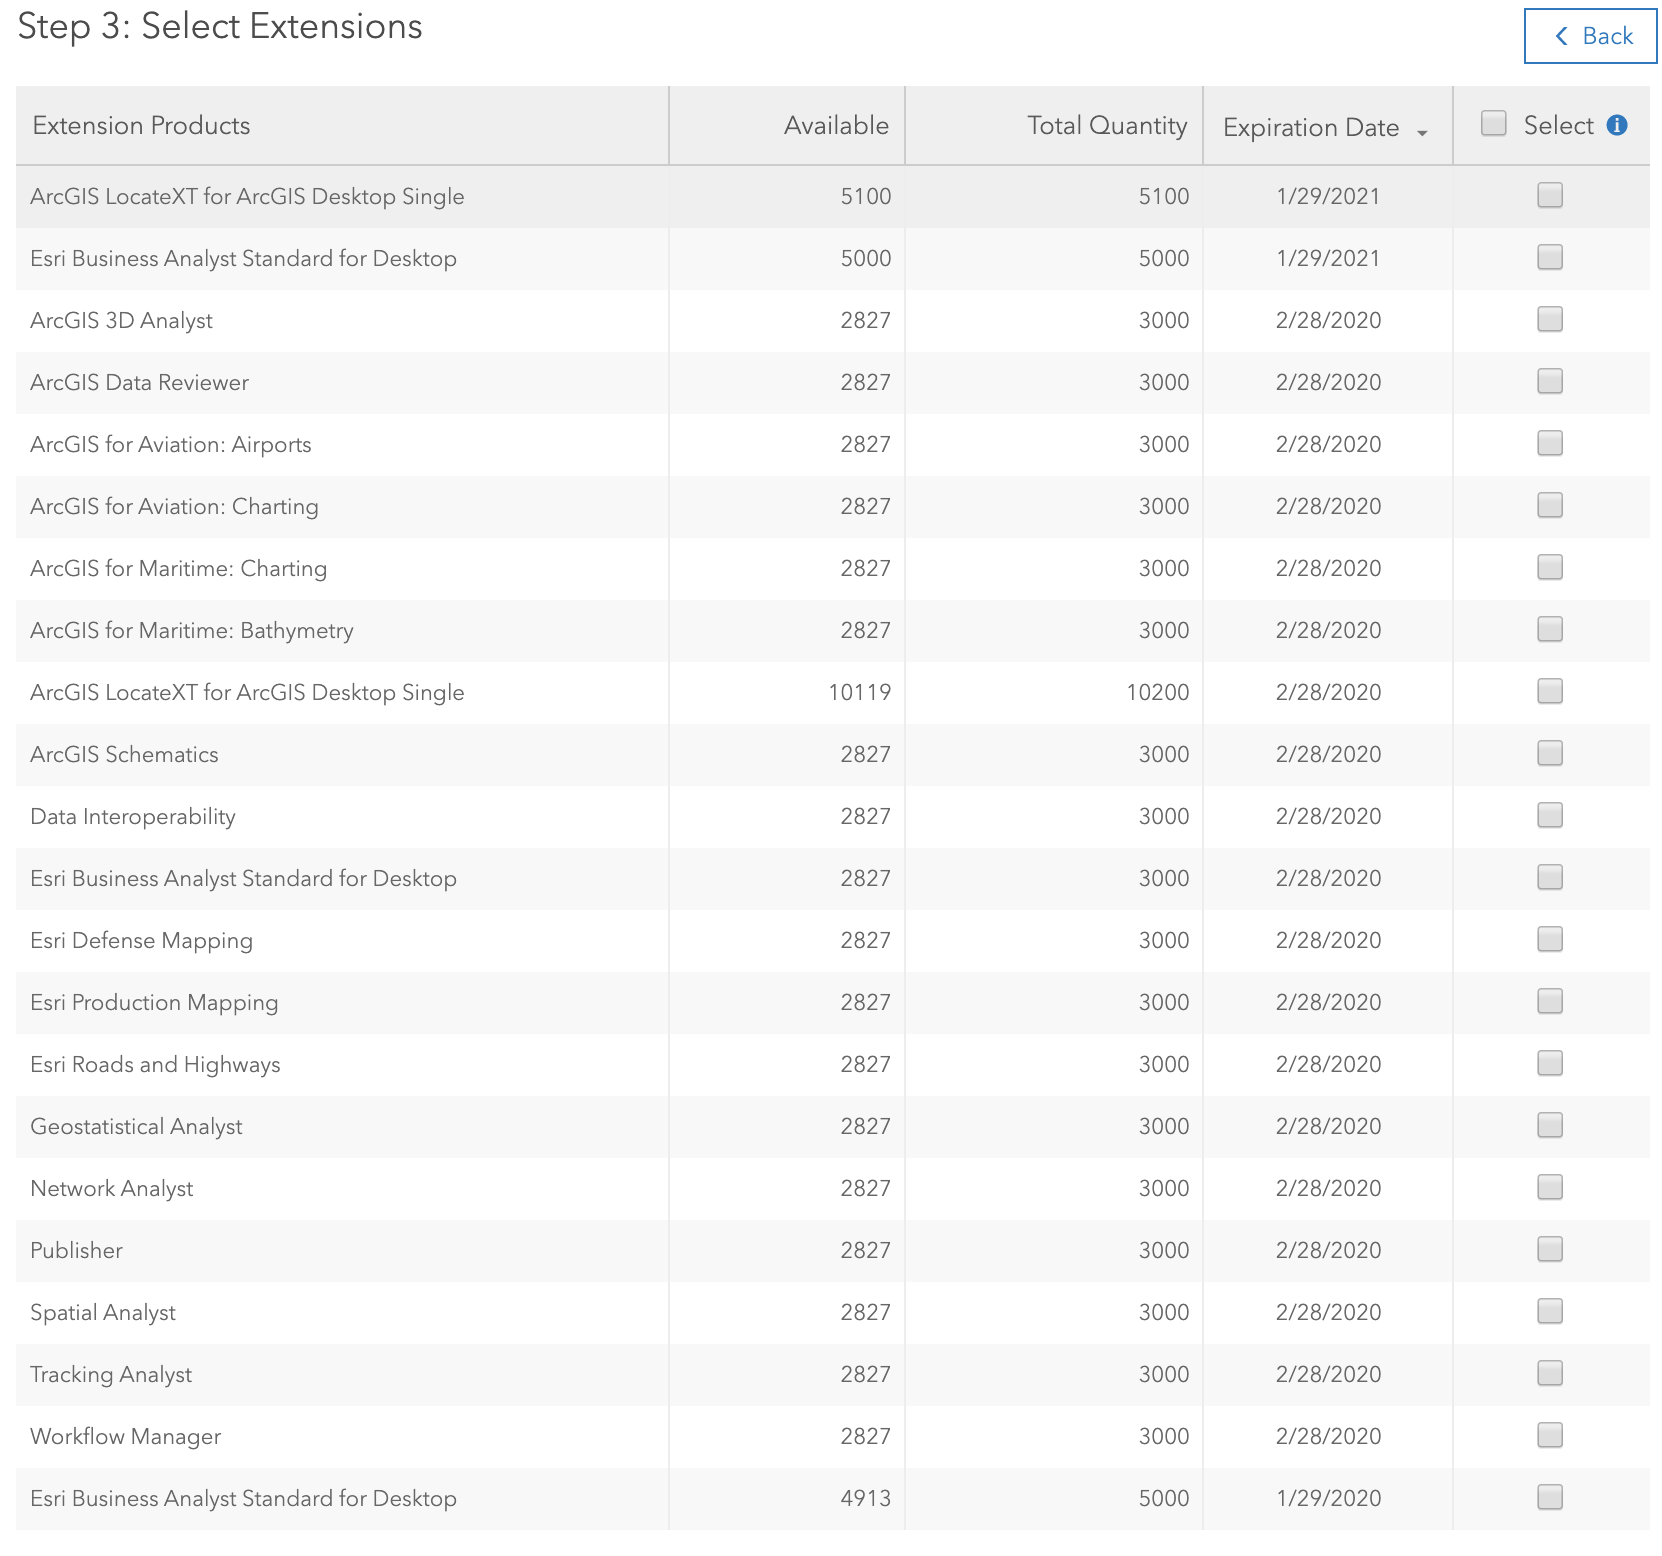 Step 3: Select Extensions
Back
Extension Products Available Total Quantity Expiration Date Select
ArcGIS LocateXT for ArcGIS Desktop Single 5100 5100 1/29/2021
Esri Business Analyst Standard for Desktop 5000 5000 1/29/2021
ArcGIS 3D Analyst 2827 3000 2/28/2020
ArcGIS Data Reviewer 2827 3000 2/28/2020
ArcGIS for Aviation: Airports 2827 3000 2/28/2020
ArcGIS for Aviation: Charting 2827 3000 2/28/2020
ArcGIS for Maritime: Charting 2827 3000 2/28/2020
ArcGIS for Maritime: Bathymetry 2827 3000 2/28/2020
ArcGIS LocateXT for ArcGIS Desktop Single 10119 10200 2/28/2020
ArcGIS Schematics 2827 3000 2/28/2020
Data Interoperability 2827 3000 2/28/2020
Esri Business Analyst Standard for Desktop 2827 3000 2/28/2020
Esri Defense Mapping 2827 3000 2/28/2020
Esri Production Mapping 2827 3000 2/28/2020
Esri Roads and Highways 2827 3000 2/28/2020
Geostatistical Analyst 2827 3000 2/28/2020
Network Analyst 2827 3000 2/28/2020
Publisher 2827 3000 2/28/2020
Spatial Analyst 2827 3000 2/28/2020
Tracking Analyst 2827 3000 2/28/2020
Workflow Manager 2827 3000 2/28/2020
Esri Business Analyst Standard for Desktop 4913 5000 1/29/2020